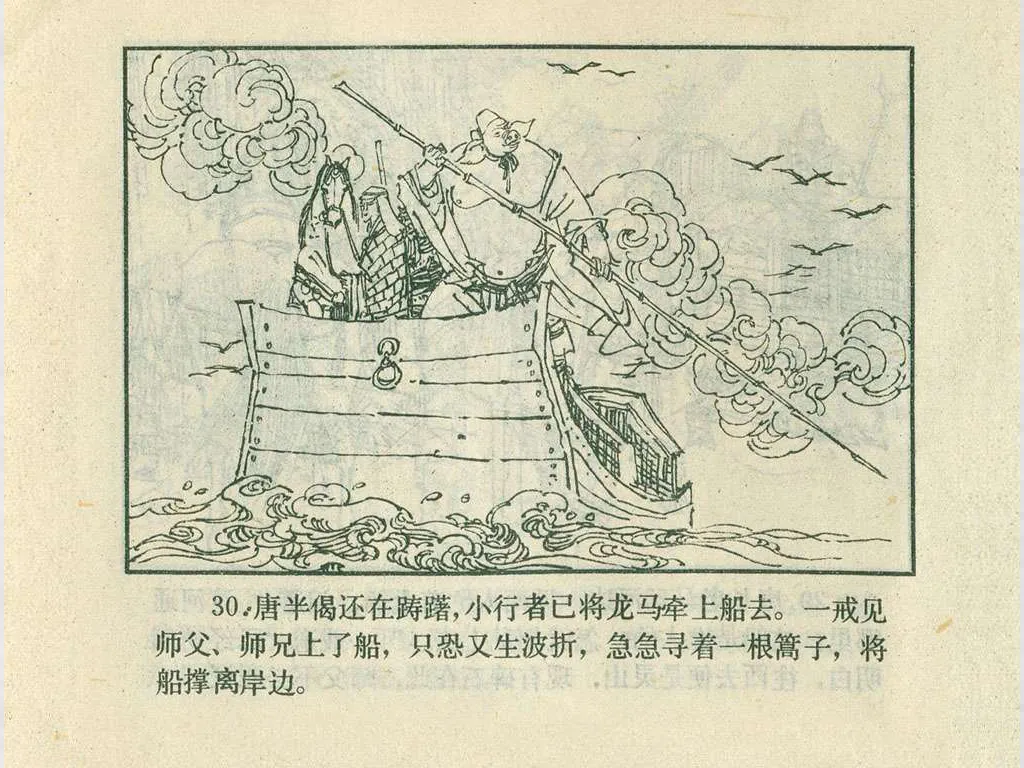 30.唐半偈还在踌躇,小行者已将龙马牵上船去。一戒见
师父、师兄上了船，只恐又生波折，急急寻着一根篙子，将
船撑离岸边。